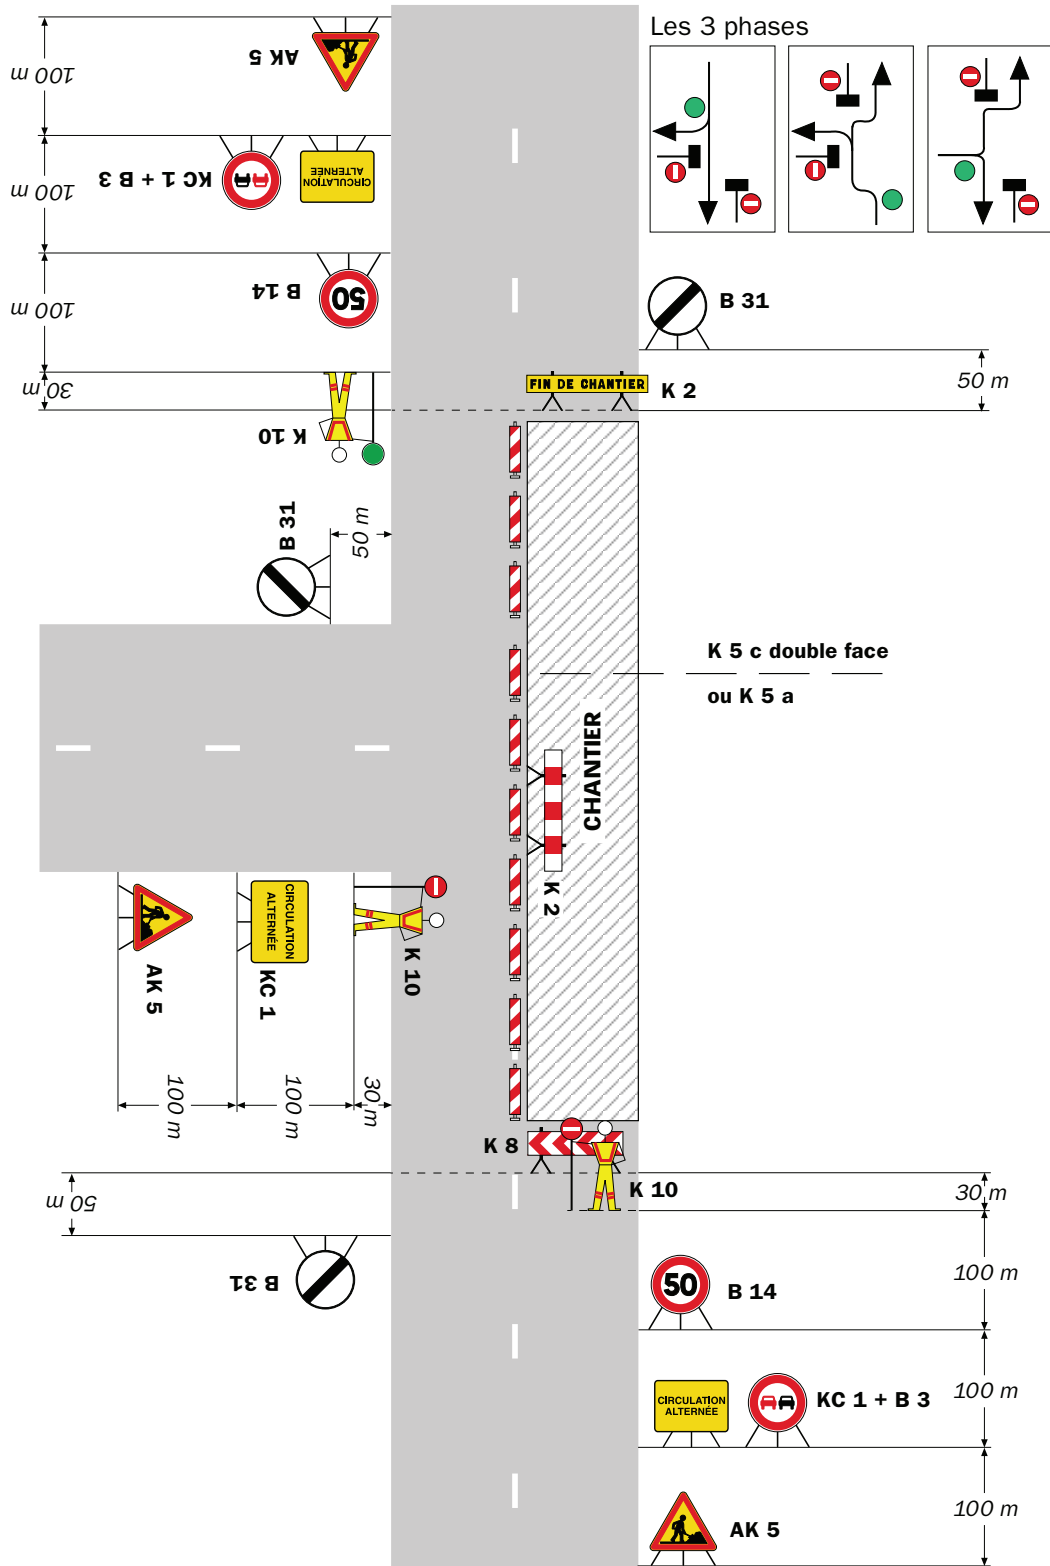 Les 3 phases
AK 5
100 m
KC 1 + B 3
CIRCULATION
ALTERNÉE
100 m
B 14
50
100 m
30 m
K 10
B 31
50 m
FIN DE CHANTIER
K 2
B 31
50 m
K 5 c double face
ou K 5 a
CHANTIER
K 2
AK 5
CIRCULATION
ALTERNÉE
KC 1
K 10
100 m
100 m
30 m
K 8
K 10
30 m
50 m
B 31
50
B 14
100 m
CIRCULATION
ALTERNÉE
KC 1 + B 3
100 m
AK 5
100 m